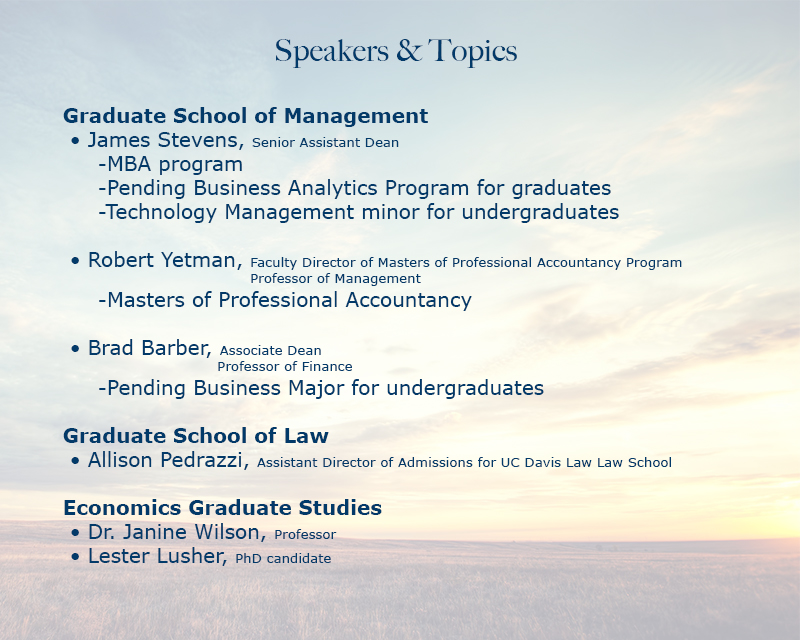 Speakers & Topics
Graduate School of Management
• James Stevens, Senior Assistant Dean
-MBA program
-Pending Business Analytics Program for graduates
-Technology Management minor for undergraduates
• Robert Yetman, Faculty Director of Masters of Professional Accountancy Program
Professor of Management
-Masters of Professional Accountancy
• Brad Barber, Associate Dean
Professor of Finance
-Pending Business Major for undergraduates
Graduate School of Law
• Allison Pedrazzi, Assistant Director of Admissions for UC Davis Law Law School
Economics Graduate Studies
• Dr. Janine Wilson, Professor
• Lester Lusher, PhD candidate